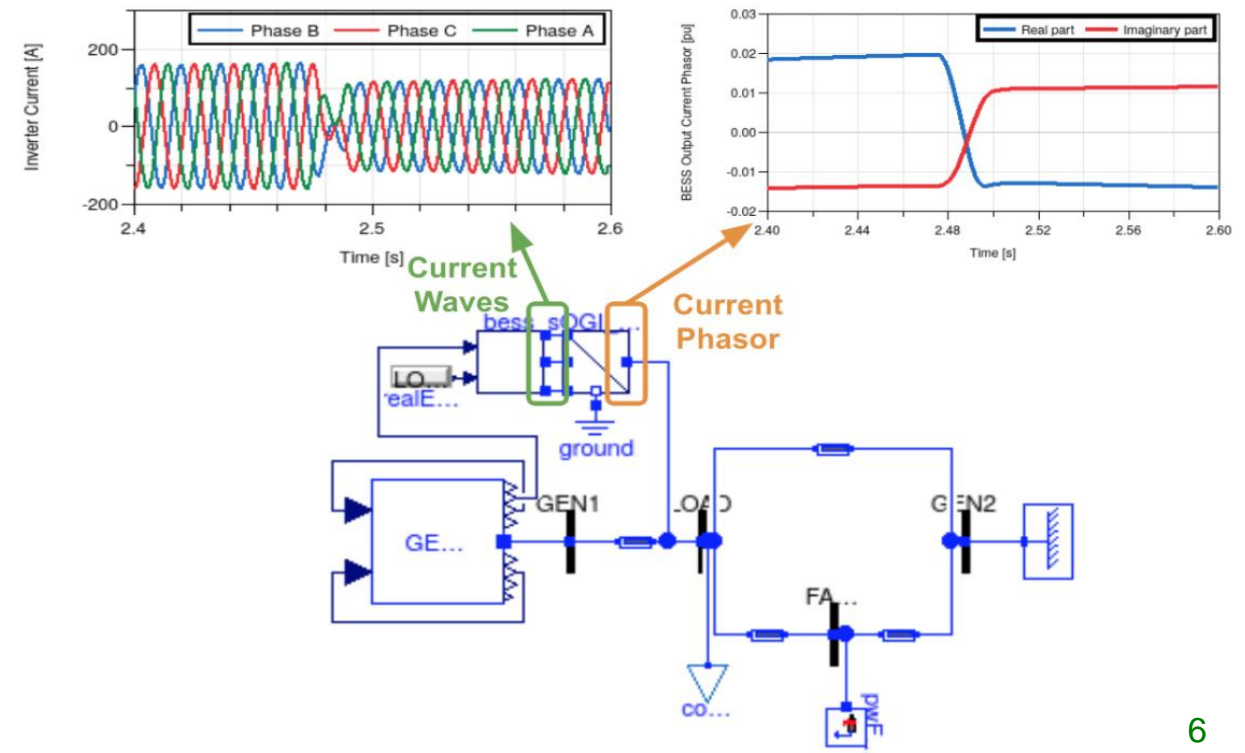 Phase B Phase C Phase A
Inverter Current [A]
200
0
-200
2.4 2.5 2.6
Time [s]
Real part Imaginary part
BESS Output Current Phasor [pu]
0.03
0.02
0.01
0.00
-0.01
-0.02
2.40 2.44 2.48 2.52 2.56 2.60
Time [s]
Current
Waves
Current
Phasor
bess_sOGI_...
LO...
realE...
ground
GEN1
LOAD
GEN2
GE...
FA...
co...
pwF
6